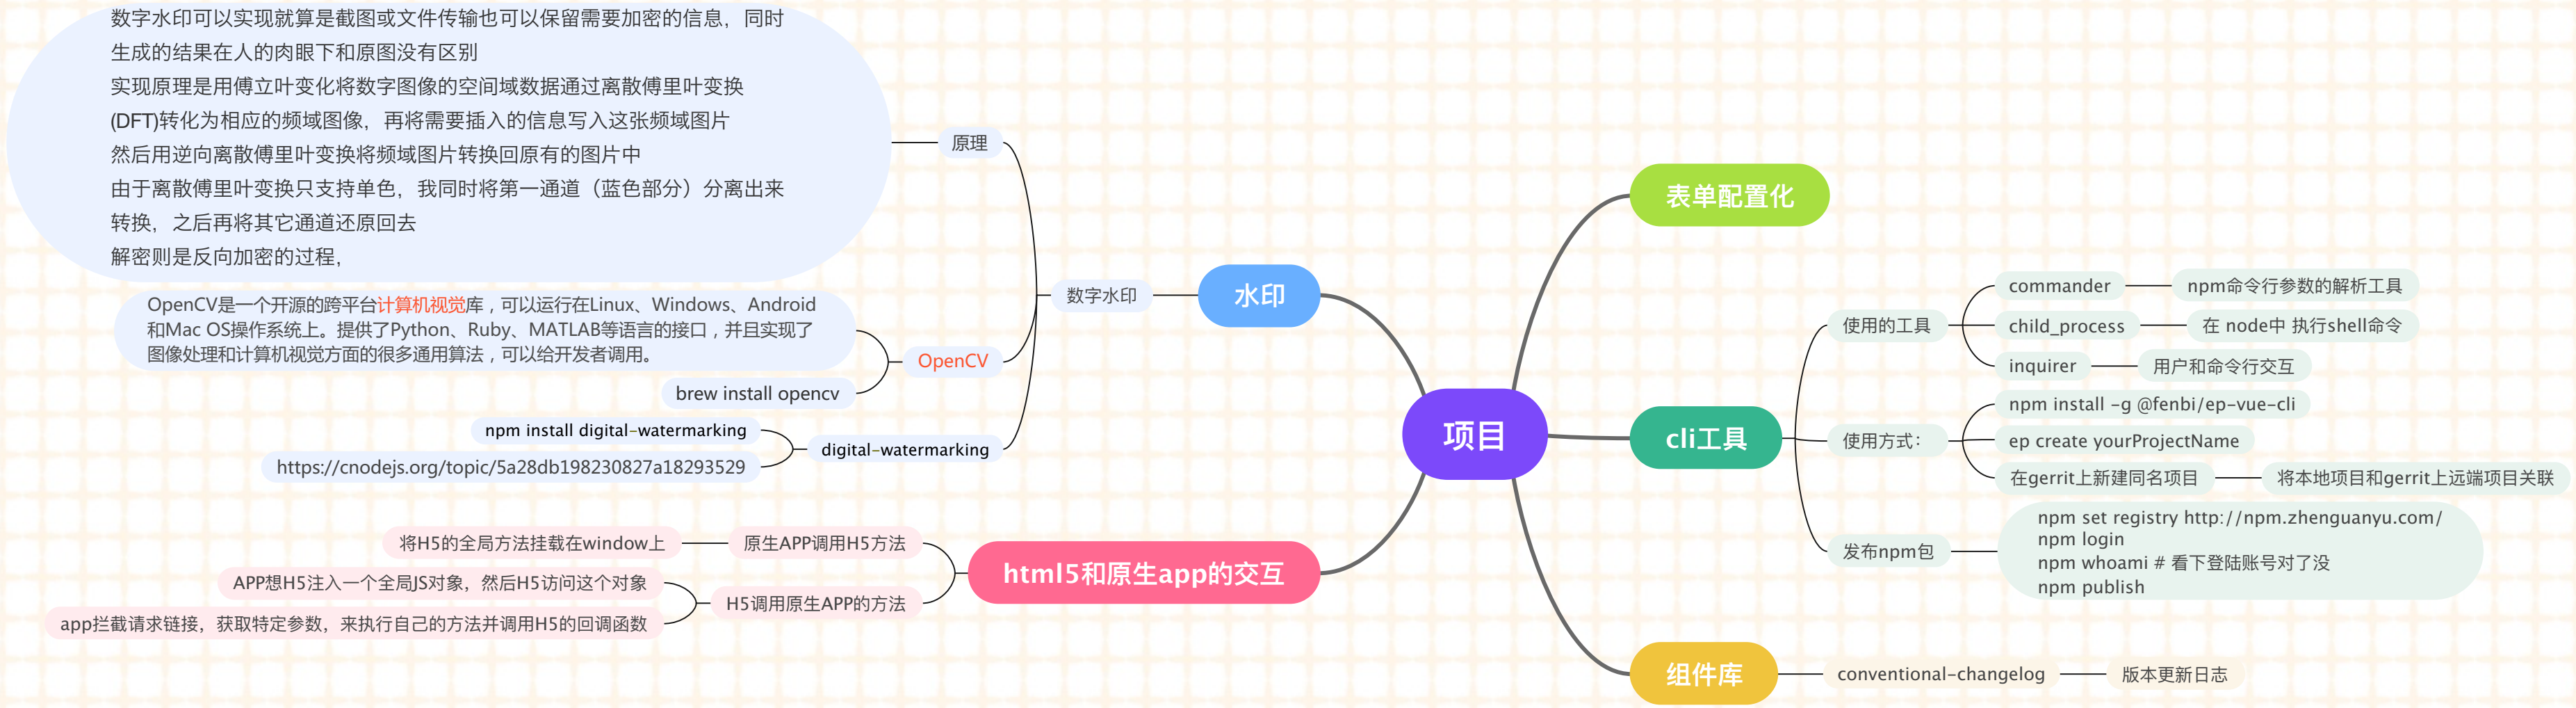 数字水印可以实现就算是截图或文件传输也可以保留需要加密的信息，同时
生成的结果在人的肉眼下和原图没有区别
实现原理是用傅立叶变化将数字图像的空间域数据通过离散傅里叶变换
(DFT)转化为相应的频域图像，再将需要插入的信息写入这张频域图片
然后用逆向离散傅里叶变换将频域图片转换回原有的图片中
由于离散傅里叶变换只支持单色，我同时将第一通道（蓝色部分）分离出来
转换，之后再将其它通道还原回去
解密则是反向加密的过程，
原理
OpenCV是一个开源的跨平台计算机视觉库，可以运行在Linux、Windows、Android
和Mac OS操作系统上。提供了Python、Ruby、MATLAB等语言的接口，并且实现了
图像处理和计算机视觉方面的很多通用算法，可以给开发者调用。
brew install opencv
OpenCV
npm install digital-watermarking
https://cnodejs.org/topic/5a28db198230827a18293529
digital-watermarking
数字水印
水印
将H5的全局方法挂载在window上
原生APP调用H5方法
APP想H5注入一个全局JS对象，然后H5访问这个对象
app拦截请求链接，获取特定参数，来执行自己的方法并调用H5的回调函数
H5调用原生APP的方法
html5和原生app的交互
项目
表单配置化
cli工具
使用的工具
commander
npm命令行参数的解析工具
child_process
在 node中 执行shell命令
inquirer
用户和命令行交互
使用方式：
npm install -g @fenbi/ep-vue-cli
ep create yourProjectName
在gerrit上新建同名项目
将本地项目和gerrit上远端项目关联
发布npm包
npm set registry http://npm.zhenguanyu.com/
npm login
npm whoami # 看下登陆账号对了没
npm publish
组件库
conventional-changelog
版本更新日志